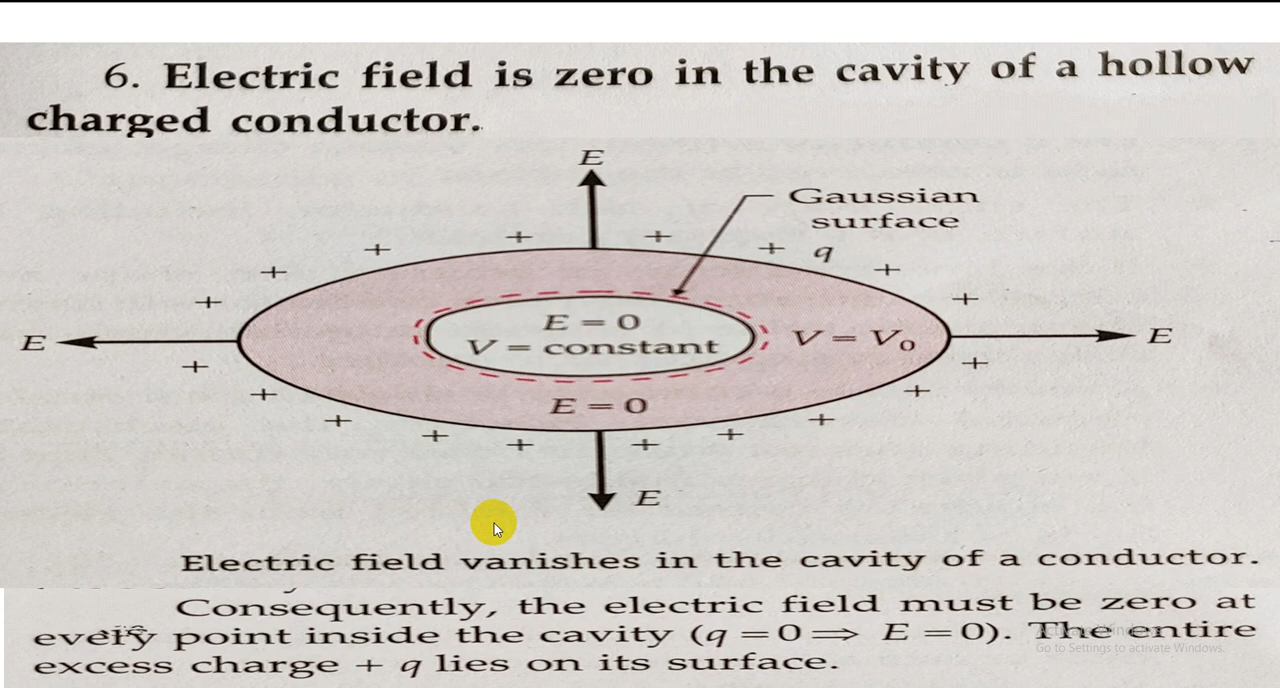 6. Electric field is zero in the cavity of a hollow
charged conductor.
E
Gaussian
surface
q
E = 0
V = constant
V = V₀
E
E
E = 0
E
Electric field vanishes in the cavity of a conductor.
Consequently, the electric field must be zero at
every point inside the cavity (q = 0 ⟹ E = 0). The entire
excess charge + q lies on its surface.
Activate Windows
Go to Settings to activate Windows.